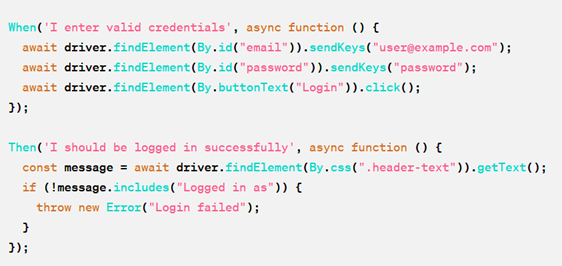 When('I enter valid credentials', async function () {
  await driver.findElement(By.id("email")).sendKeys("user@example.com");
  await driver.findElement(By.id("password")).sendKeys("password");
  await driver.findElement(By.buttonText("Login")).click();
});

Then('I should be logged in successfully', async function () {
  const message = await driver.findElement(By.css(".header-text")).getText();
  if (!message.includes("Logged in as")) {
    throw new Error("Login failed");
  }
});